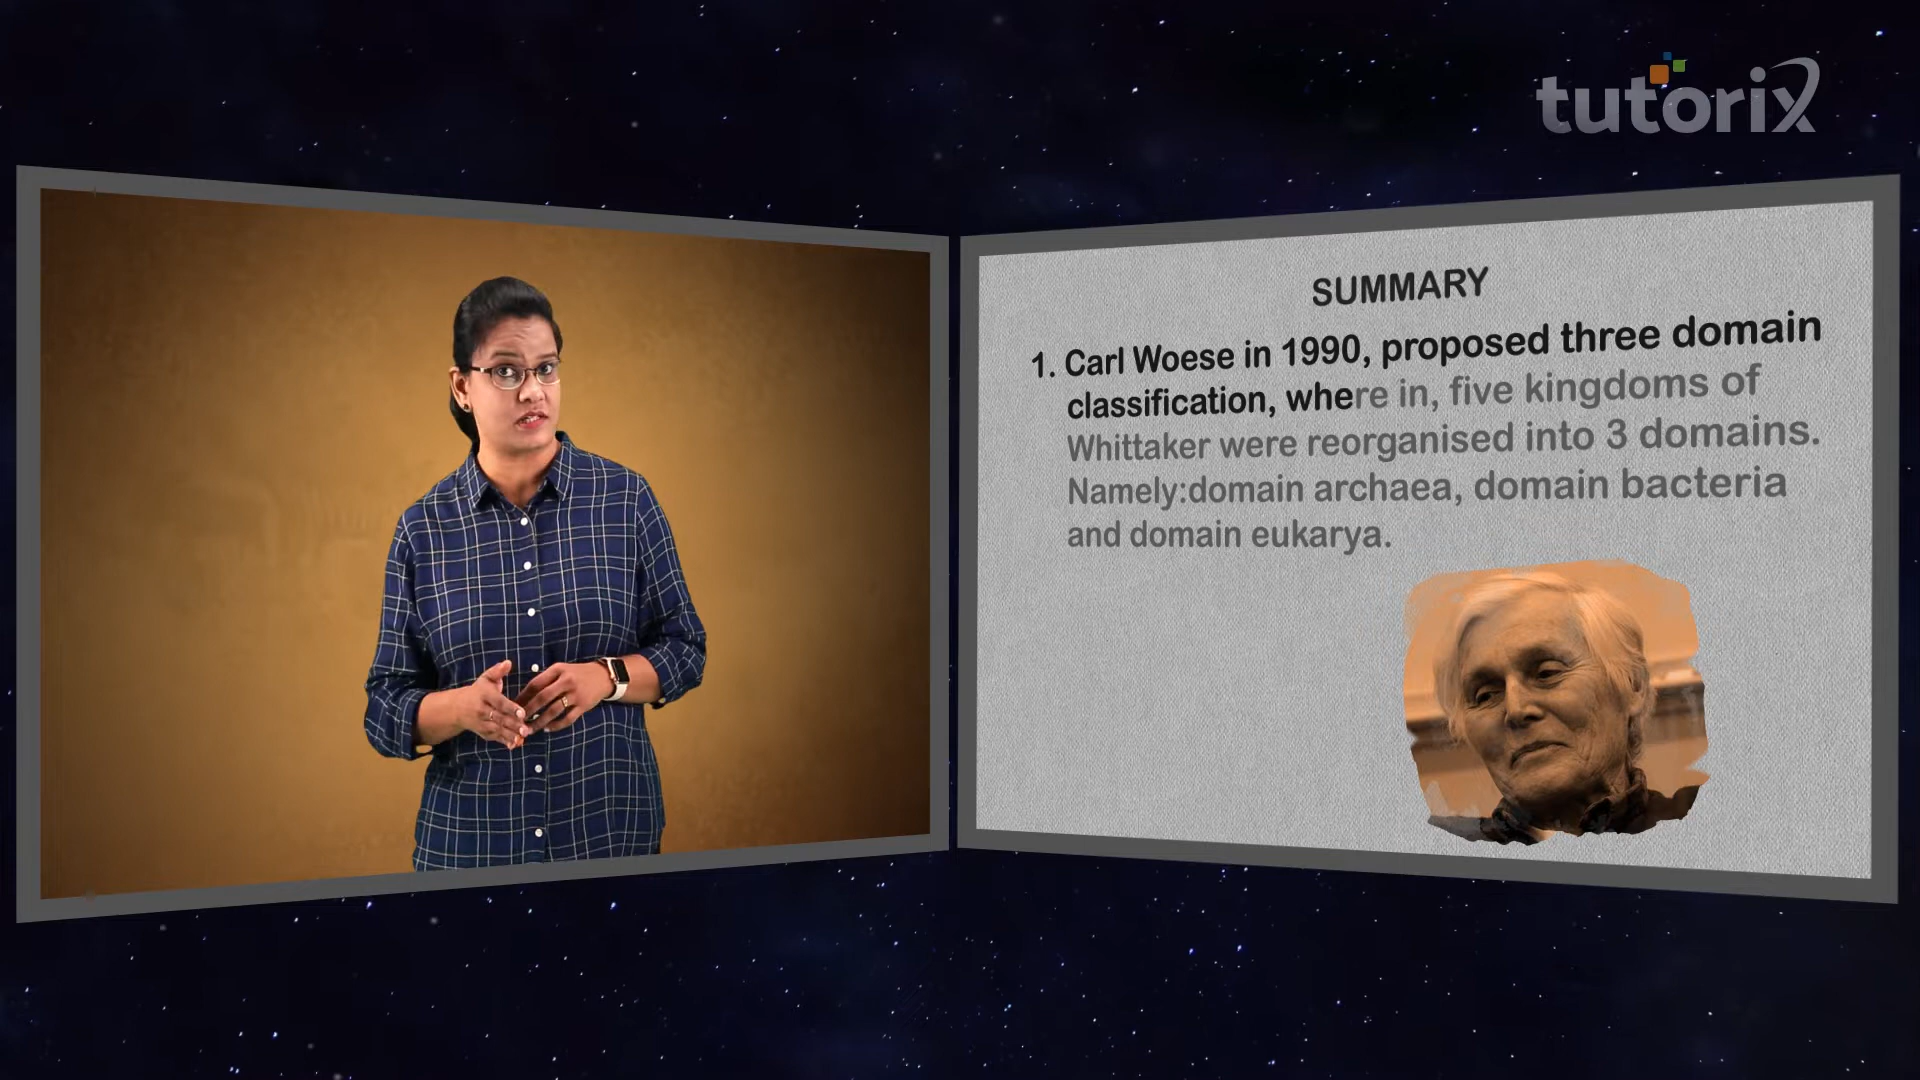 tutorix
SUMMARY
1. Carl Woese in 1990, proposed three domain
classification, where in, five kingdoms of
Whittaker were reorganised into 3 domains.
Namely:domain archaea, domain bacteria
and domain eukarya.